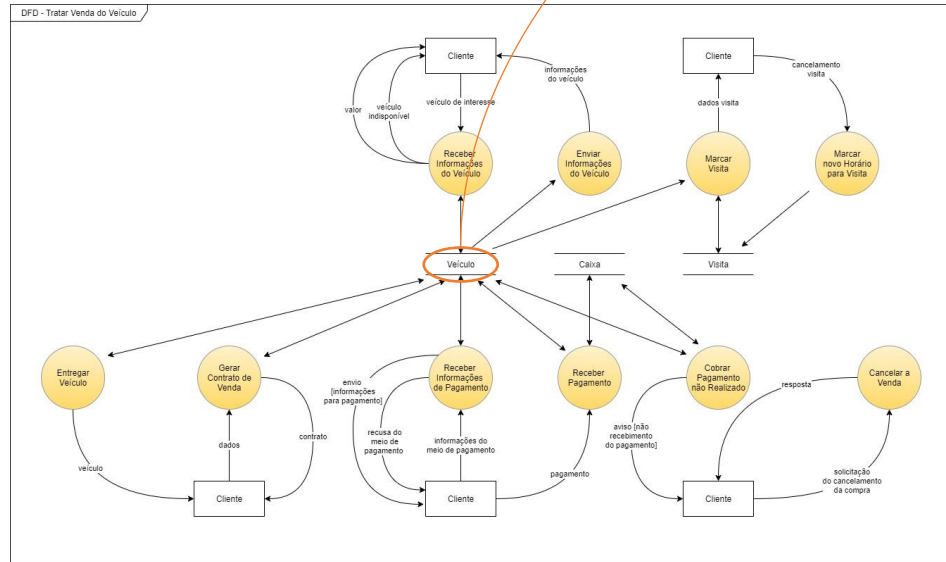 DFD - Tratar Venda do Veículo
Cliente
Cliente
informações
do veículo
cancelamento
visita
valor
veículo
indisponível
veículo de interesse
dados visita
Receber
Informações
do Veículo
Enviar
Informações
do Veículo
Marcar
Visita
Marcar
novo Horário
para Visita
Veículo
Caixa
Visita
Entregar
Veículo
Gerar
Contrato de
Venda
Receber
Informações
de Pagamento
Receber
Pagamento
Cobrar
Pagamento
não Realizado
Cancelar a
Venda
envio
[informações
para pagamento]
resposta
recusa do
meio de
pagamento
informações do
meio de pagamento
aviso [não
recebimento
do pagamento]
dados
contrato
veículo
pagamento
solicitação
do cancelamento
da compra
Cliente
Cliente
Cliente